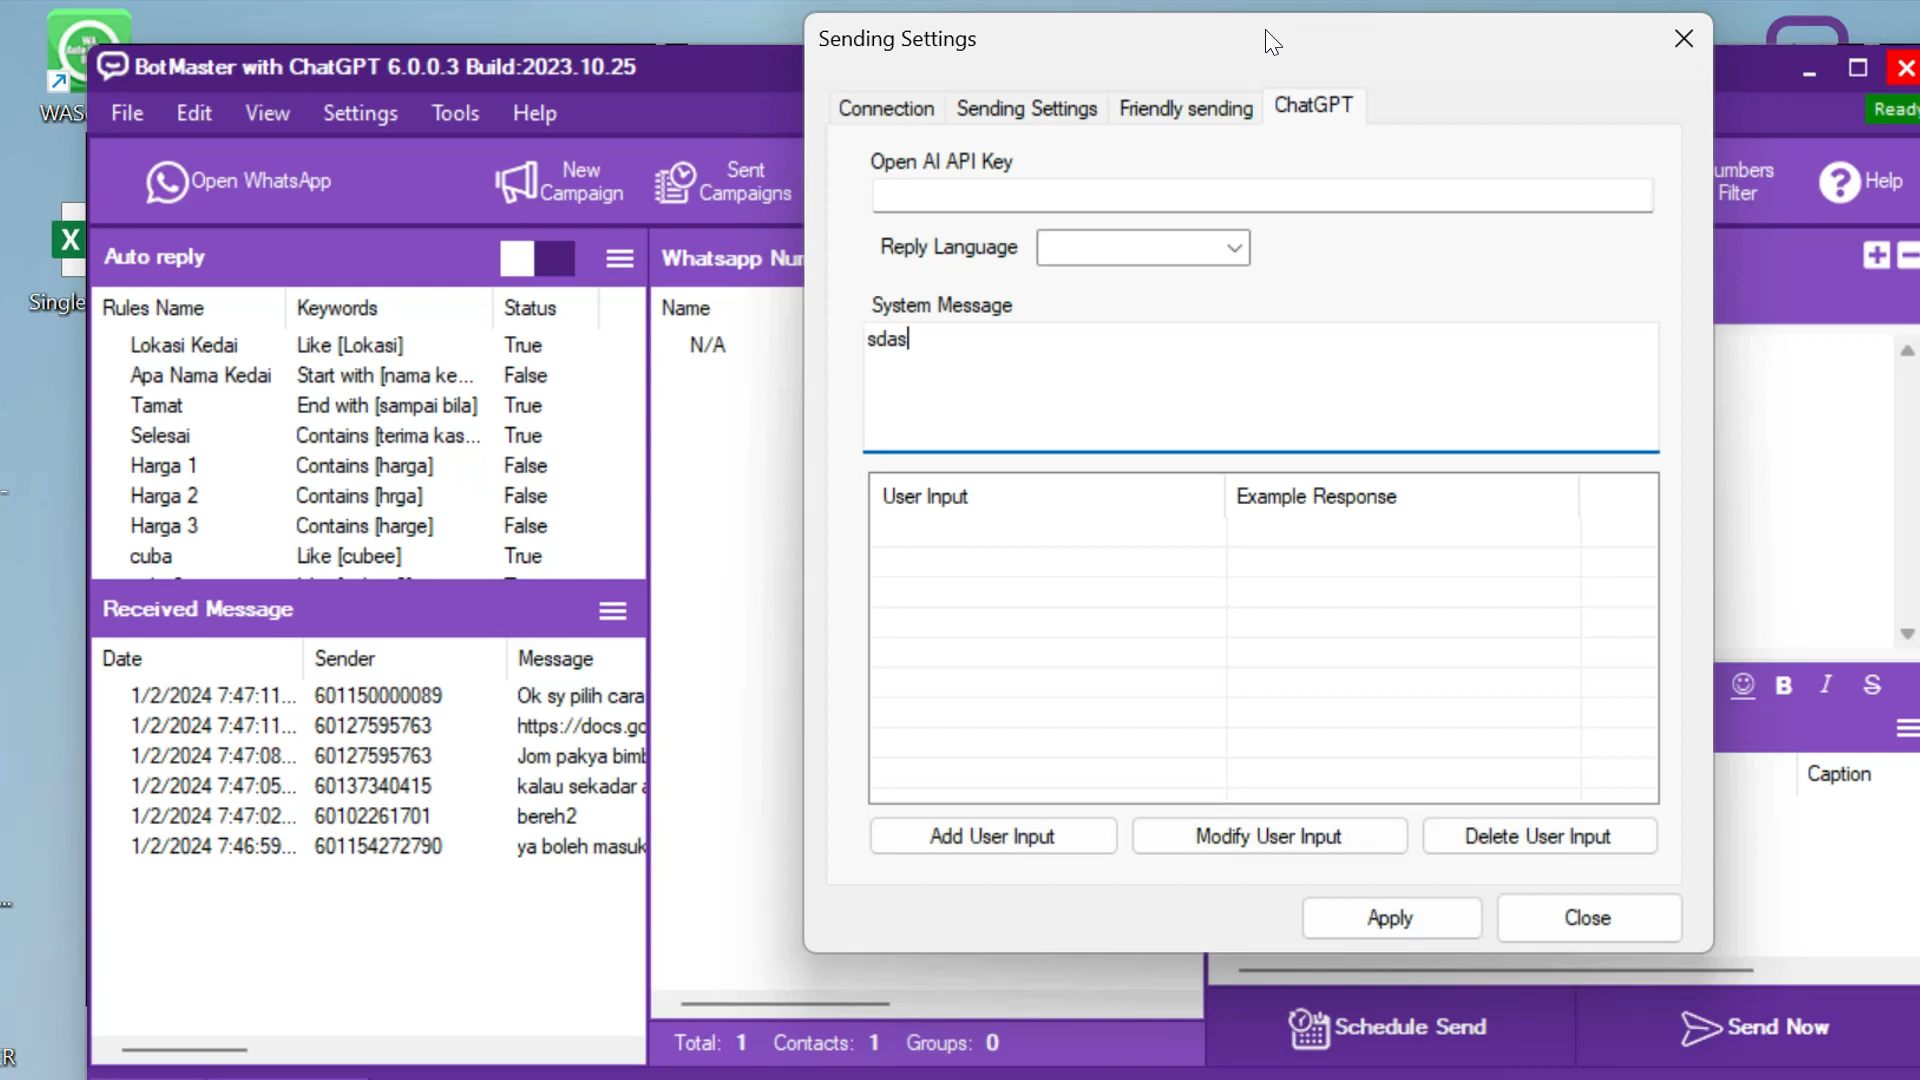 Sending Settings
BotMaster with ChatGPT 6.0.0.3 Build:2023.10.25
File Edit View Settings Tools Help
Ready
Open WhatsApp
New Campaign
Sent Campaigns
Filter
Help
Connection Sending Settings Friendly sending ChatGPT
Open AI API Key
Reply Language
System Message
sdas
User Input Example Response
Add User Input Modify User Input Delete User Input
Apply Close
Auto reply
Rules Name Keywords Status
Lokasi Kedai Like [Lokasi] True
Apa Nama Kedai Start with [nama ke... False
Tamat End with [sampai bila] True
Selesai Contains [terima kas... True
Harga 1 Contains [harga] False
Harga 2 Contains [hrga] False
Harga 3 Contains [harge] False
cuba Like [cubee] True
Whatsapp Nu
Name
N/A
Received Message
Date Sender Message
1/2/2024 7:47:11... 601150000089 Ok sy pilih cara
1/2/2024 7:47:11... 60127595763 https://docs.go
1/2/2024 7:47:08... 60127595763 Jom pakya bimb
1/2/2024 7:47:05... 60137340415 kalau sekadar a
1/2/2024 7:47:02... 60102261701 bereh2
1/2/2024 7:46:59... 601154272790 ya boleh masuk
B I S
Caption
Total: 1 Contacts: 1 Groups: 0
Schedule Send
Send Now
WAS
X
Single